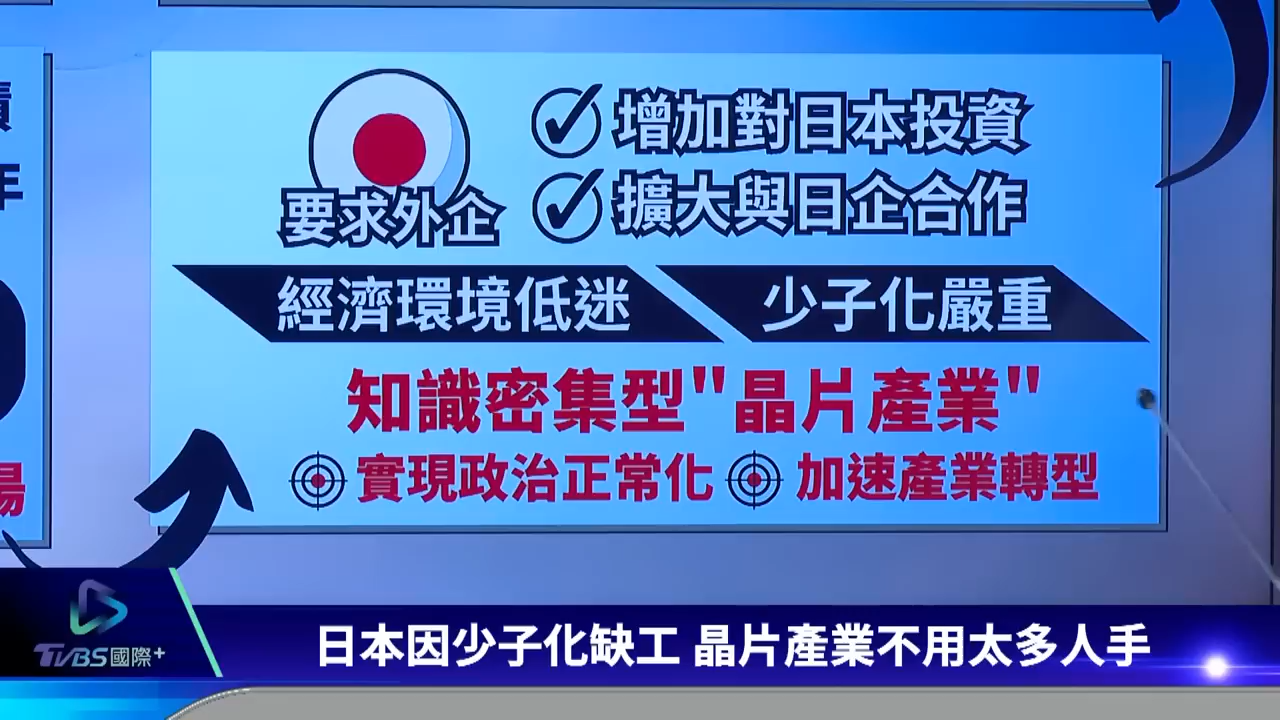 增加對日本投資
要求外企
擴大與日企合作
經濟環境低迷
少子化嚴重
知識密集型"晶片產業"
實現政治正常化
加速產業轉型
年
場
TVBS國際+
日本因少子化缺工 晶片產業不用太多人手